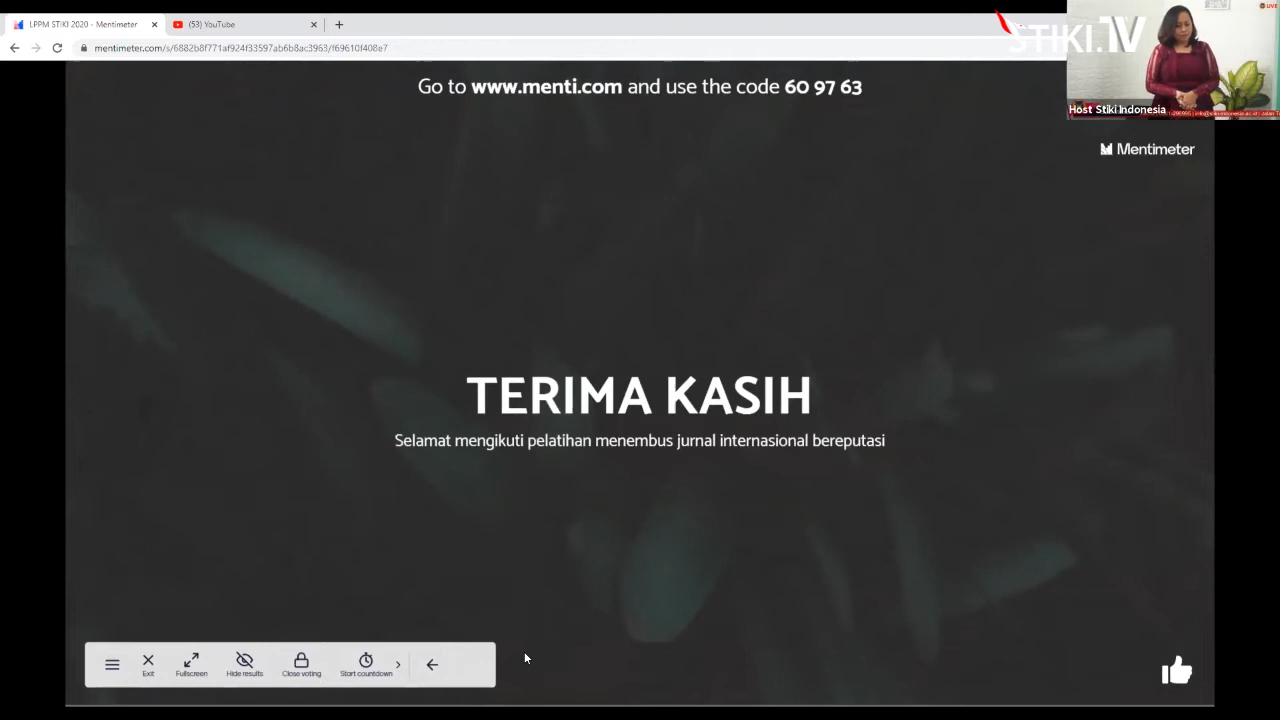 LPPM STIKI 2020 - Mentimeter
(53) YouTube
mentimeter.com/s/6882b8f771af924f33597ab6b8ac3963/f69610f408e7
STIKI.TV
LIVE
Host Stiki Indonesia
Go to www.menti.com and use the code 60 97 63
Mentimeter
TERIMA KASIH
Selamat mengikuti pelatihan menembus jurnal internasional bereputasi
Exit
Fullscreen
Hide results
Close voting
Start countdown